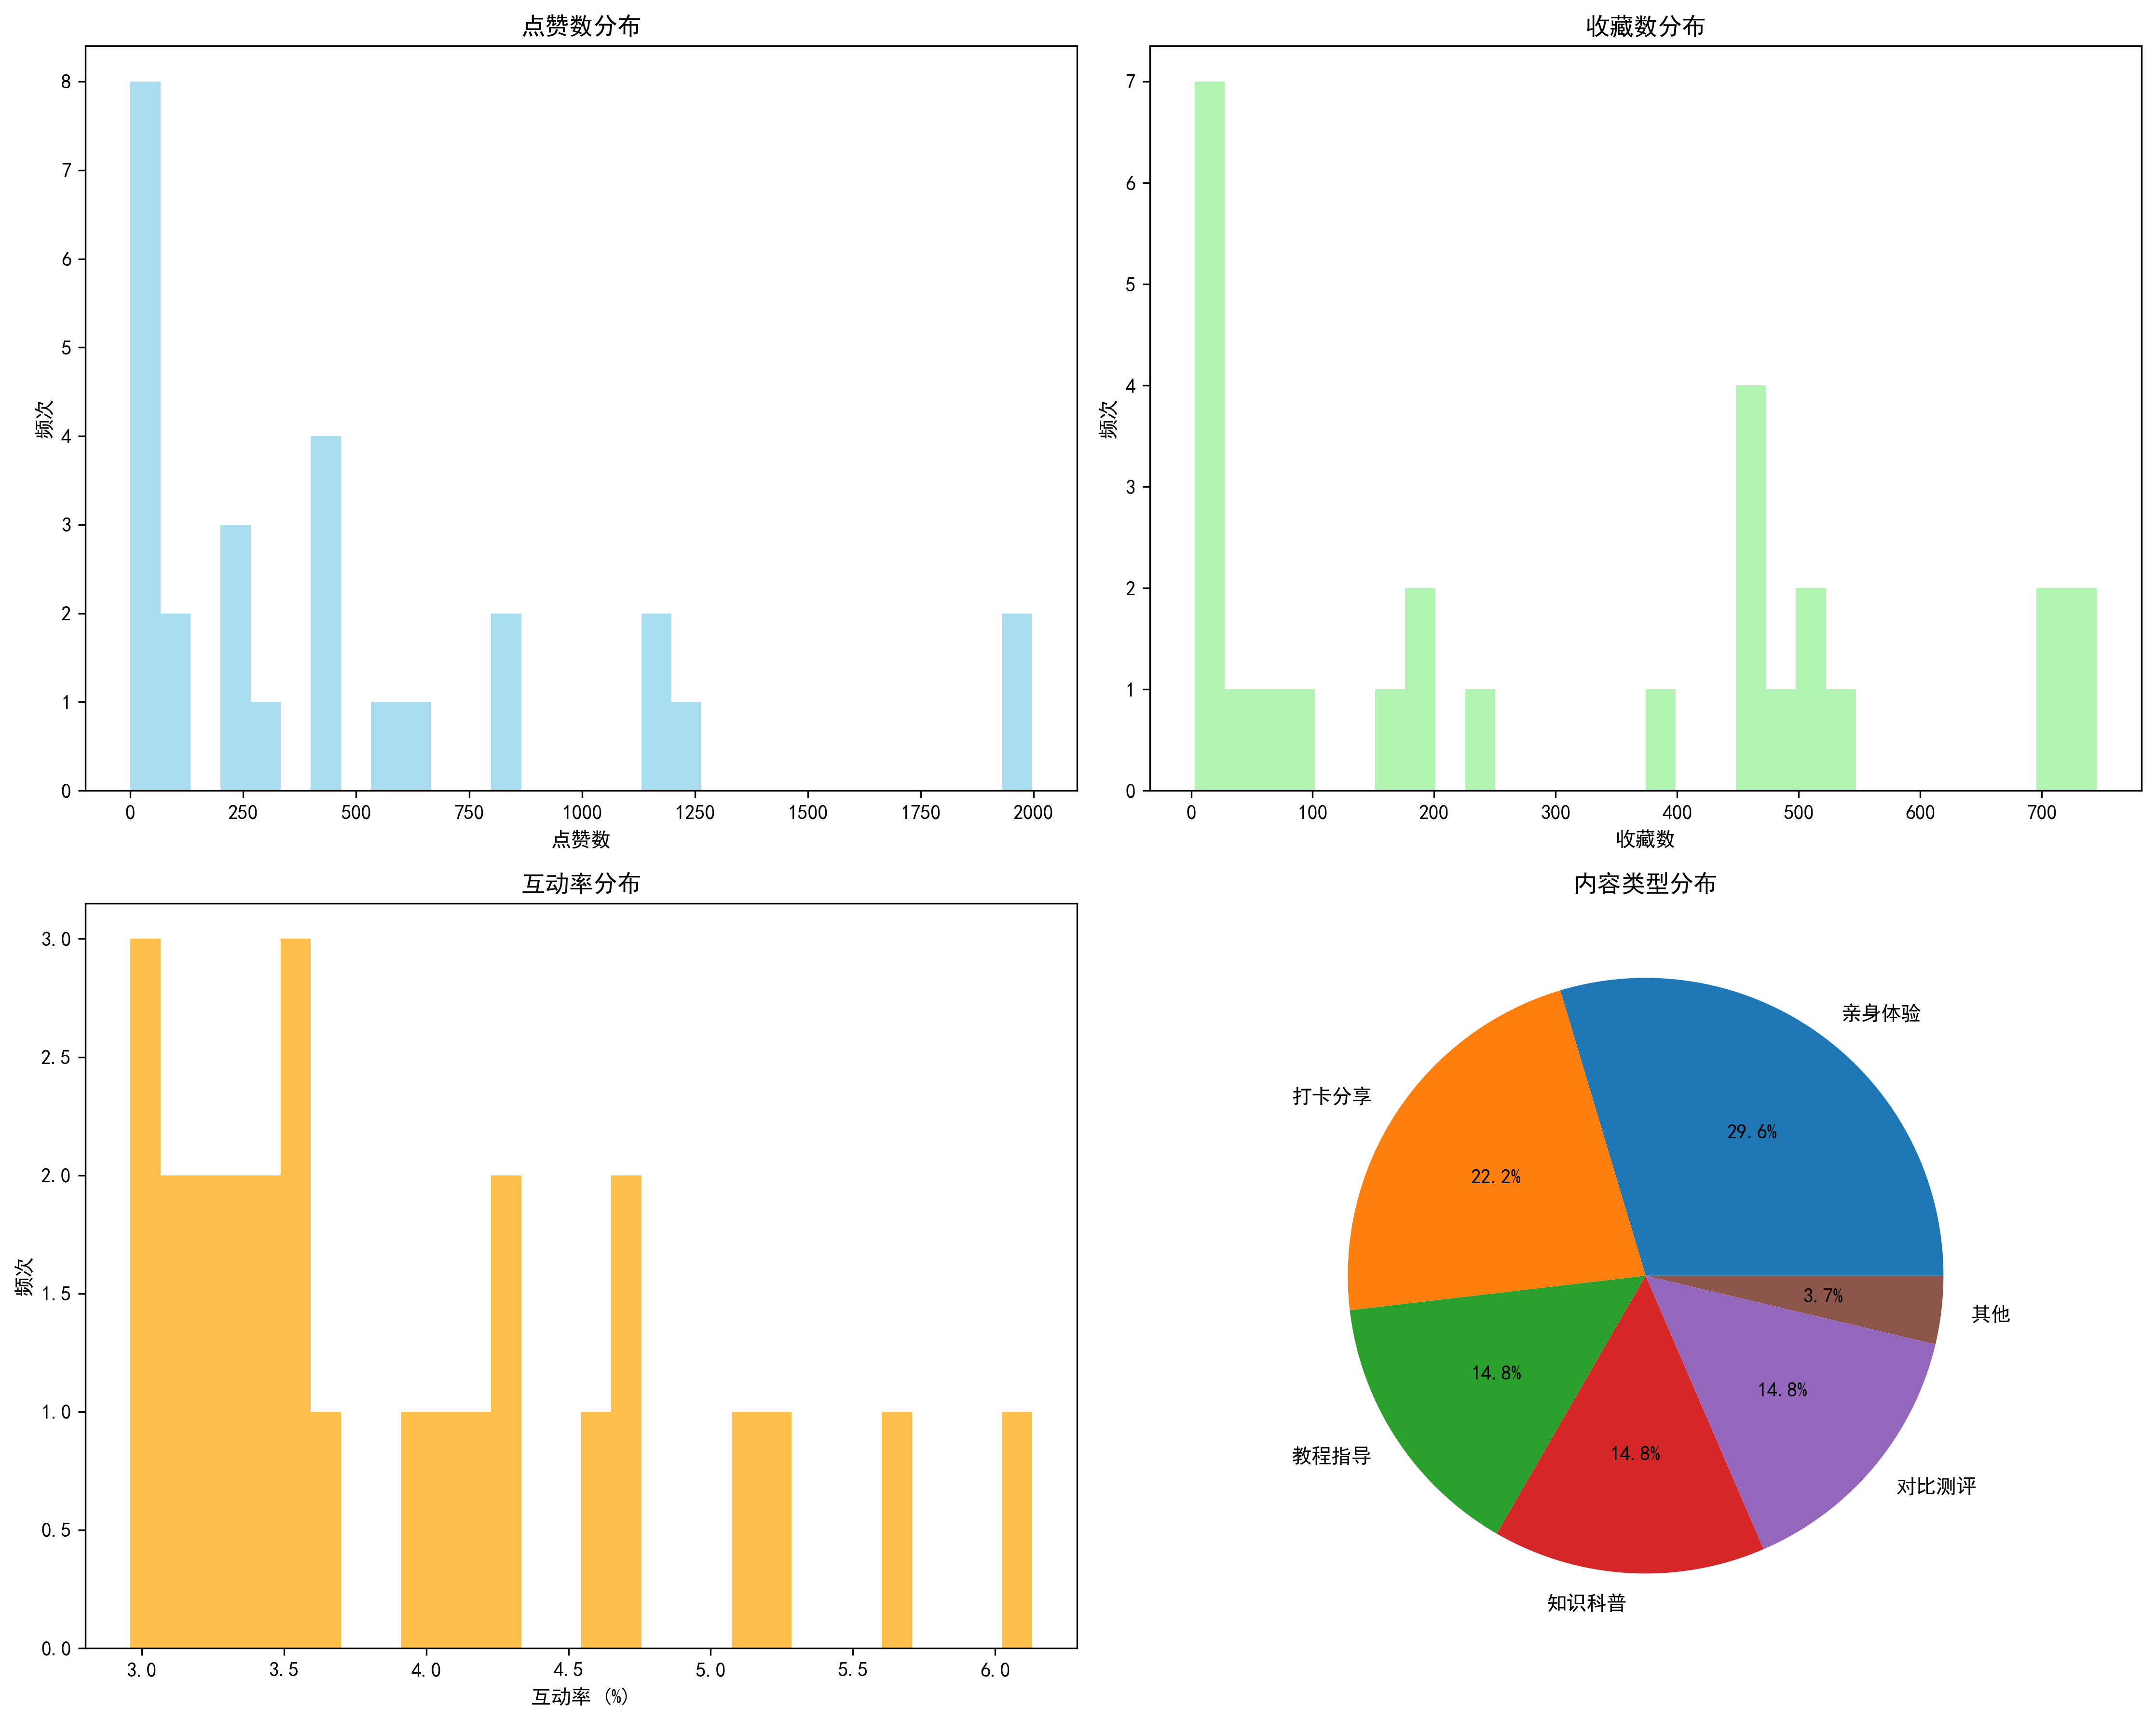 点赞数分布
8
7
6
5
4
3
2
1
0
频次
0 250 500 750 1000 1250 1500 1750 2000
点赞数
收藏数分布
7
6
5
4
3
2
1
0
频次
0 100 200 300 400 500 600 700
收藏数
互动率分布
3.0
2.5
2.0
1.5
1.0
0.5
0.0
频次
3.0 3.5 4.0 4.5 5.0 5.5 6.0
互动率 (%)
内容类型分布
亲身体验
29.6%
打卡分享
22.2%
教程指导
14.8%
知识科普
14.8%
对比测评
14.8%
其他
3.7%